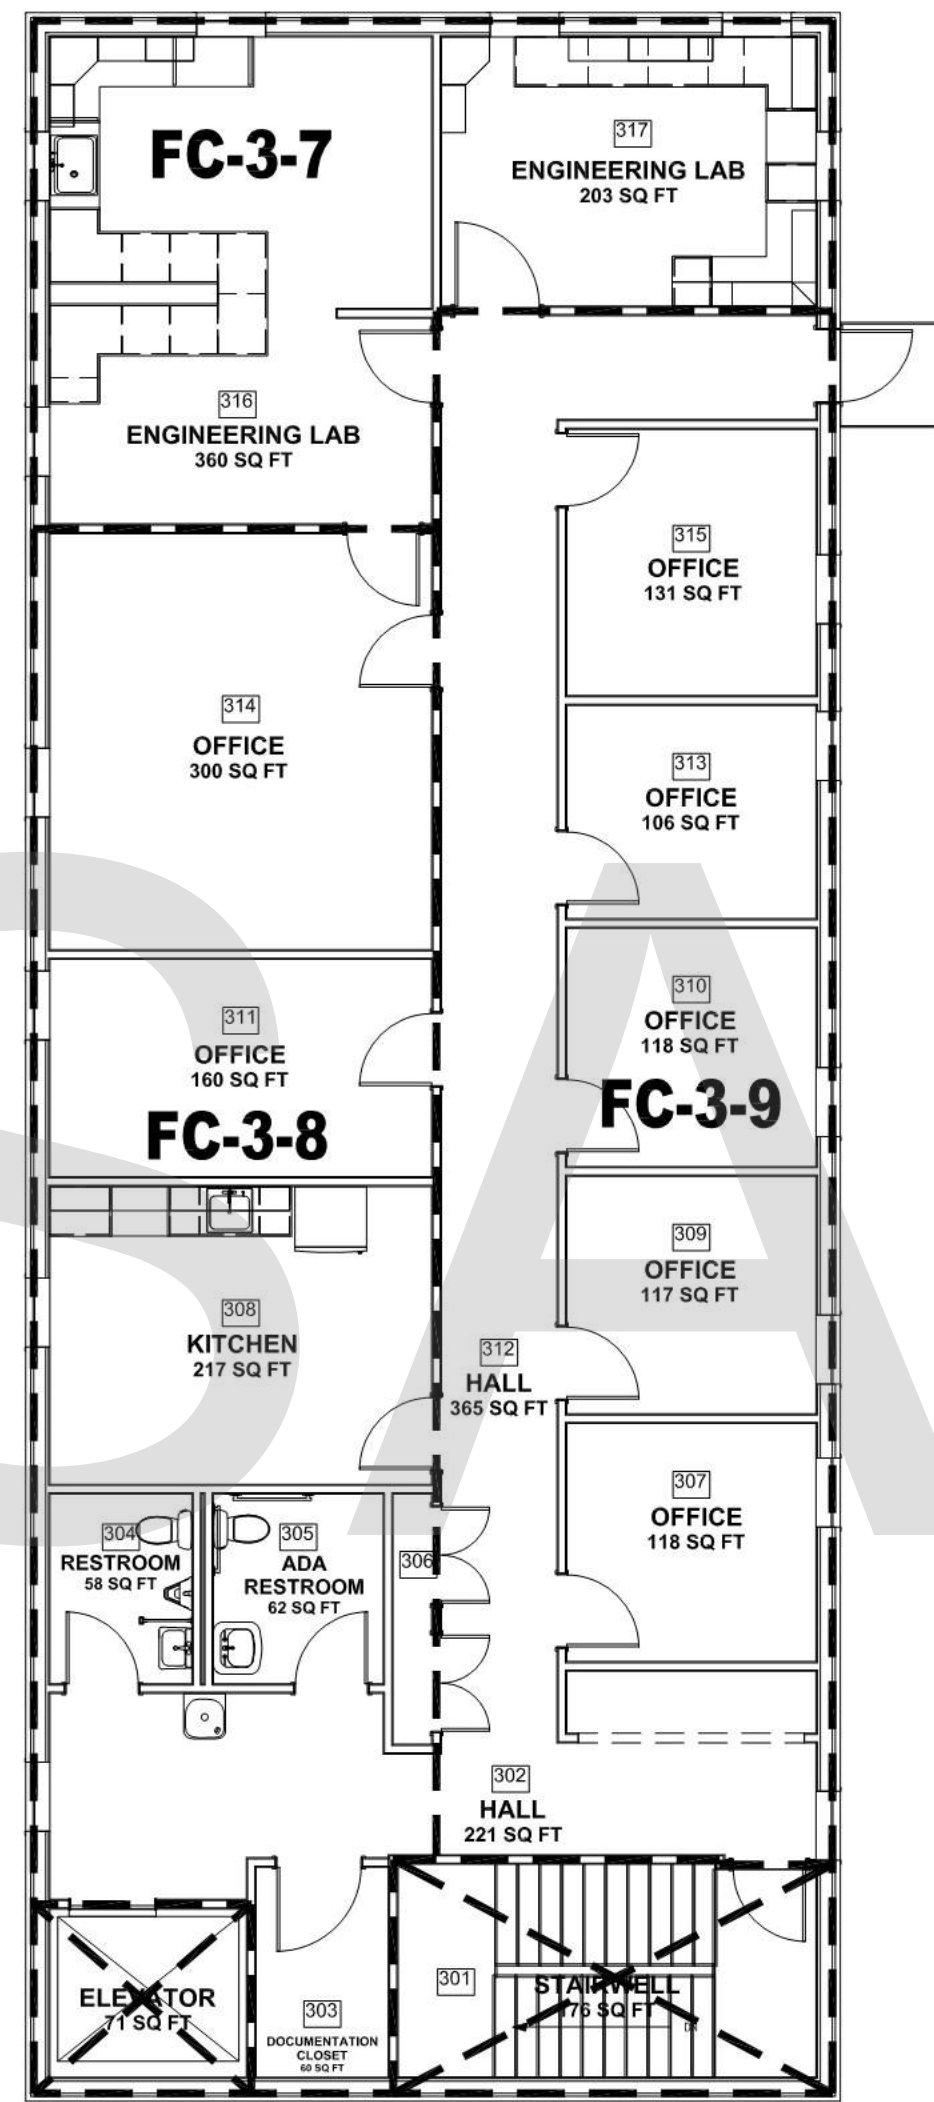 FC-3-7
317
ENGINEERING LAB
203 SQ FT
316
ENGINEERING LAB
360 SQ FT
315
OFFICE
131 SQ FT
314
OFFICE
300 SQ FT
313
OFFICE
106 SQ FT
311
OFFICE
160 SQ FT
FC-3-8
310
OFFICE
118 SQ FT
FC-3-9
309
OFFICE
117 SQ FT
308
KITCHEN
217 SQ FT
312
HALL
365 SQ FT
307
OFFICE
118 SQ FT
304
RESTROOM
58 SQ FT
305
ADA
RESTROOM
62 SQ FT
306
302
HALL
221 SQ FT
ELEVATOR
71 SQ FT
303
DOCUMENTATION
CLOSET
60 SQ FT
301
STAIRWELL
176 SQ FT
DN
SA